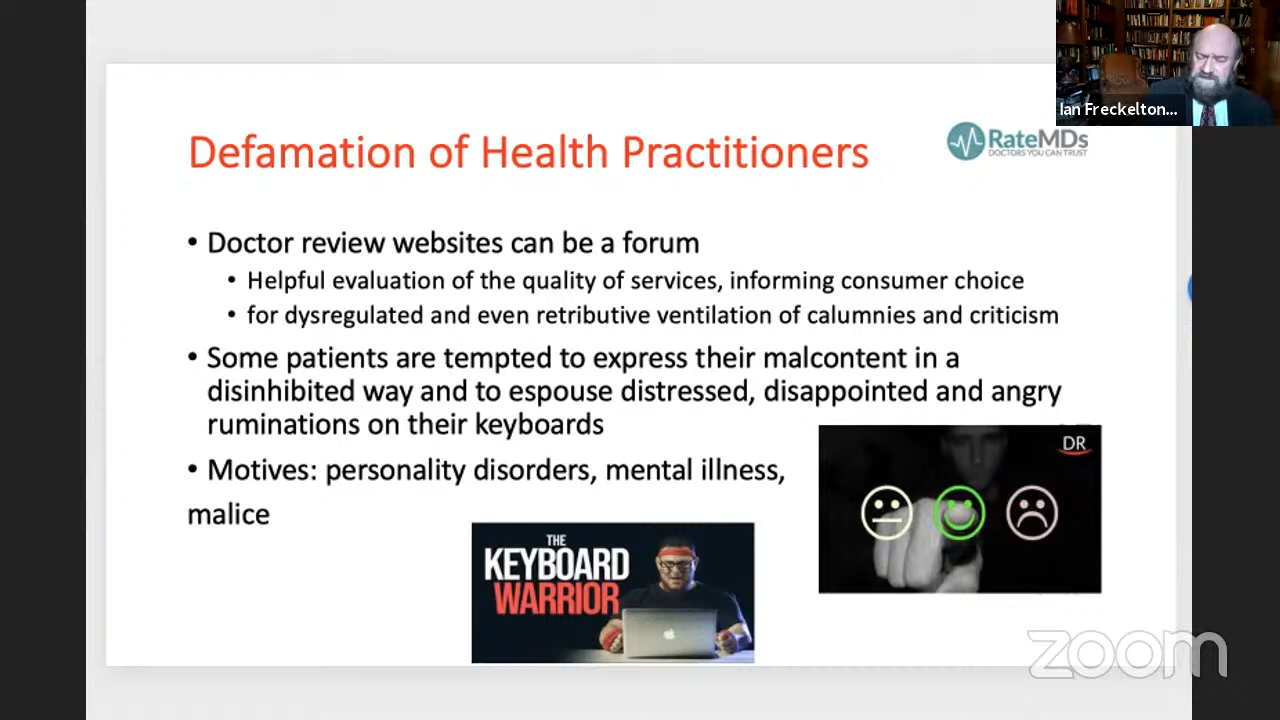 Ian Freckelton...
Defamation of Health Practitioners
RateMDs
DOCTORS YOU CAN TRUST
• Doctor review websites can be a forum
• Helpful evaluation of the quality of services, informing consumer choice
• for dysregulated and even retributive ventilation of calumnies and criticism
• Some patients are tempted to express their malcontent in a
disinhibited way and to espouse distressed, disappointed and angry
ruminations on their keyboards
• Motives: personality disorders, mental illness,
malice
DR
THE
KEYBOARD
WARRIOR
zoom